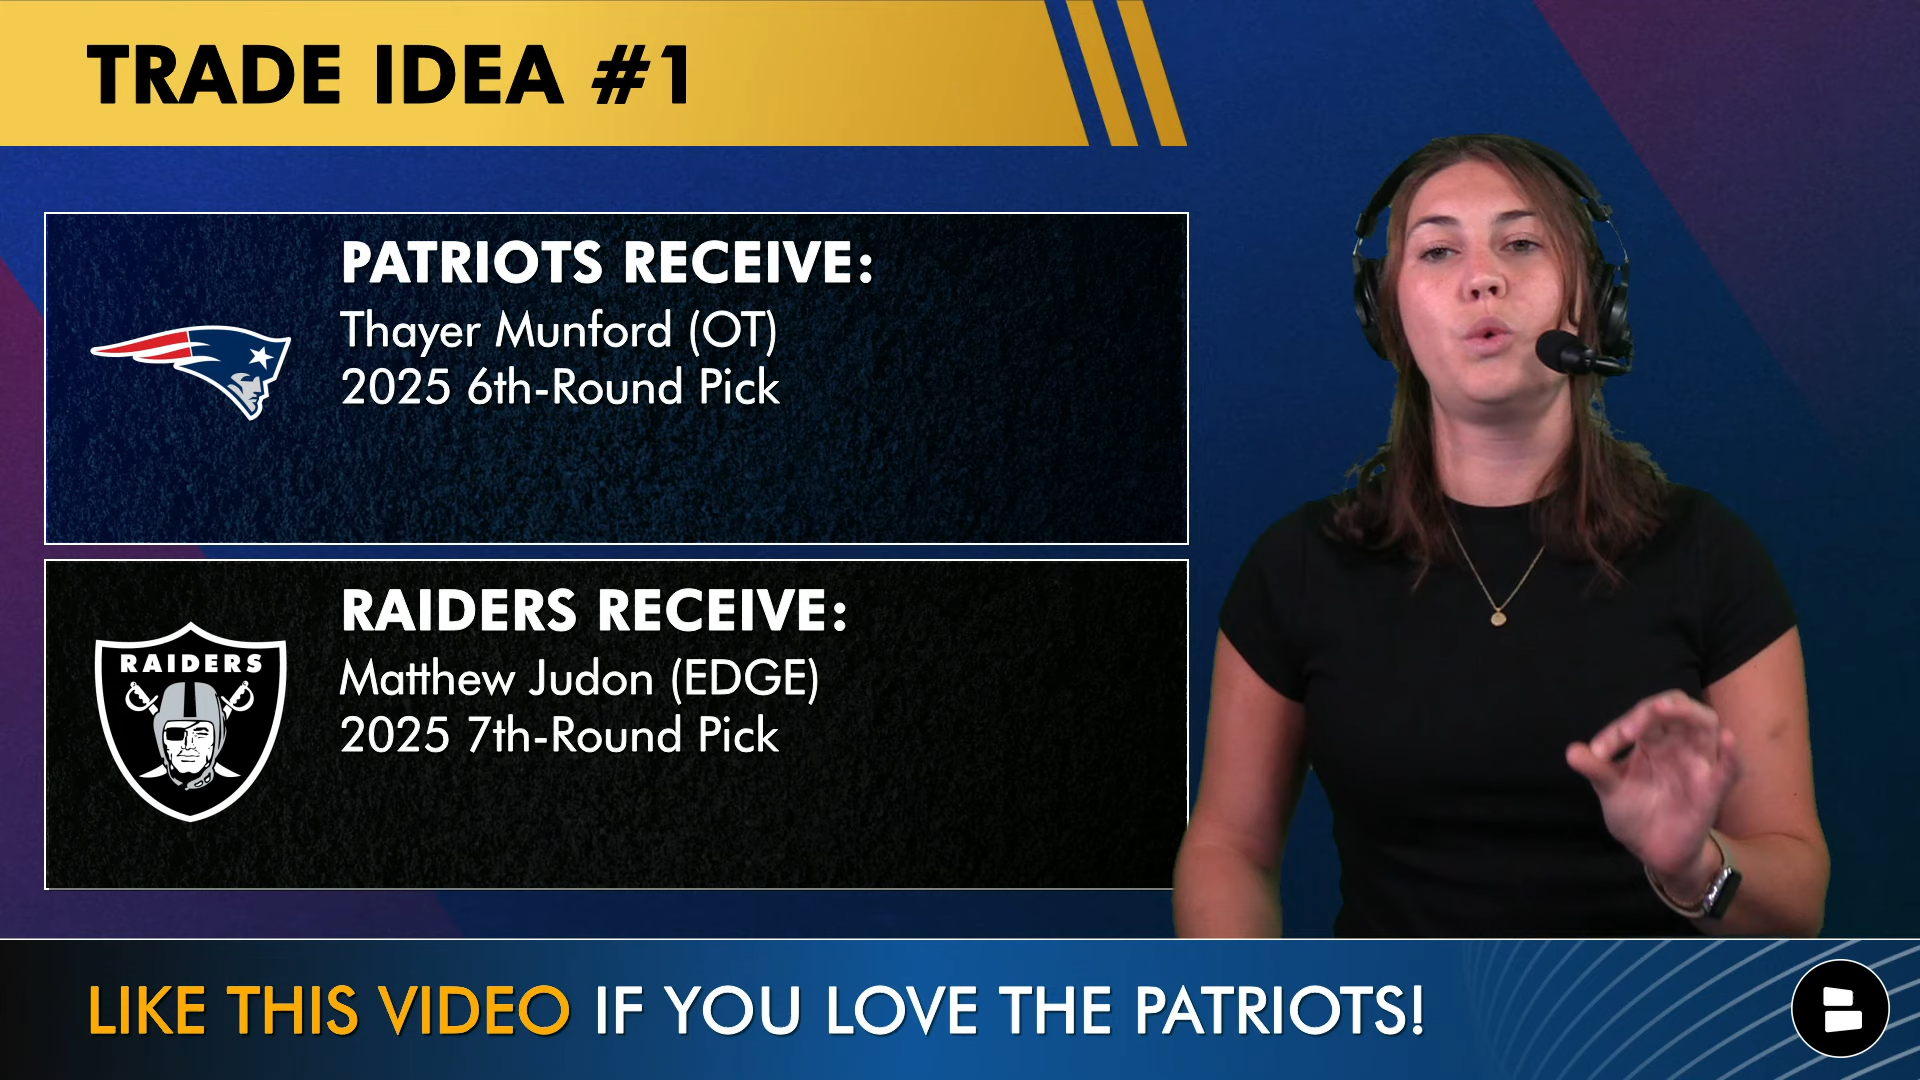 TRADE IDEA #1
PATRIOTS RECEIVE:
Thayer Munford (OT)
2025 6th-Round Pick
RAIDERS RECEIVE:
RAIDERS
Matthew Judon (EDGE)
2025 7th-Round Pick
LIKE THIS VIDEO IF YOU LOVE THE PATRIOTS!